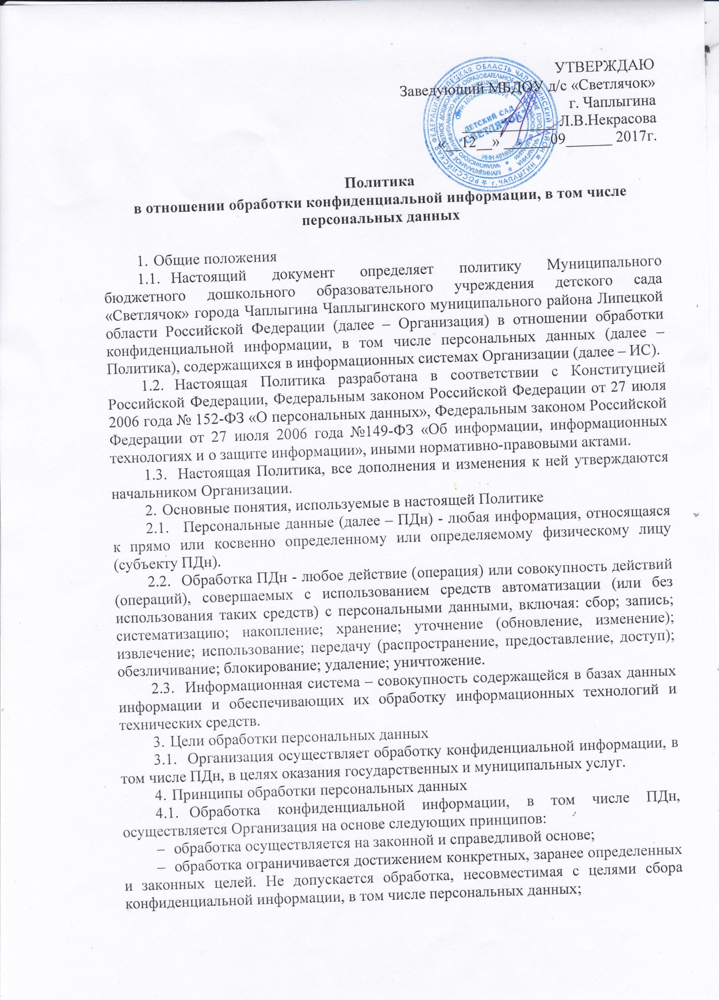 УТВЕРЖДАЮ
Заведующий МБДОУ д/с «Светлячок»
г. Чаплыгина
____________ Л.В.Некрасова
«__12__» ______09______ 2017г.
ДЕТСКИЙ САД
"СВЕТЛЯЧОК"
Политика
в отношении обработки конфиденциальной информации, в том числе
персональных данных
1. Общие положения
1.1. Настоящий документ определяет политику Муниципального
бюджетного дошкольного образовательного учреждения детского сада
«Светлячок» города Чаплыгина Чаплыгинского муниципального района Липецкой
области Российской Федерации (далее – Организация) в отношении обработки
конфиденциальной информации, в том числе персональных данных (далее –
Политика), содержащихся в информационных системах Организации (далее – ИС).
1.2. Настоящая Политика разработана в соответствии с Конституцией
Российской Федерации, Федеральным законом Российской Федерации от 27 июля
2006 года № 152-ФЗ «О персональных данных», Федеральным законом Российской
Федерации от 27 июля 2006 года №149-ФЗ «Об информации, информационных
технологиях и о защите информации», иными нормативно-правовыми актами.
1.3. Настоящая Политика, все дополнения и изменения к ней утверждаются
начальником Организации.
2. Основные понятия, используемые в настоящей Политике
2.1. Персональные данные (далее – ПДн) - любая информация, относящаяся
к прямо или косвенно определенному или определяемому физическому лицу
(субъекту ПДн).
2.2. Обработка ПДн - любое действие (операция) или совокупность действий
(операций), совершаемых с использованием средств автоматизации (или без
использования таких средств) с персональными данными, включая: сбор; запись;
систематизацию; накопление; хранение; уточнение (обновление, изменение);
извлечение; использование; передачу (распространение, предоставление, доступ);
обезличивание; блокирование; удаление; уничтожение.
2.3. Информационная система – совокупность содержащейся в базах данных
информации и обеспечивающих их обработку информационных технологий и
технических средств.
3. Цели обработки персональных данных
3.1. Организация осуществляет обработку конфиденциальной информации, в
том числе ПДн, в целях оказания государственных и муниципальных услуг.
4. Принципы обработки персональных данных
4.1. Обработка конфиденциальной информации, в том числе ПДн,
осуществляется Организация на основе следующих принципов:
– обработка осуществляется на законной и справедливой основе;
– обработка ограничивается достижением конкретных, заранее определенных
и законных целей. Не допускается обработка, несовместимая с целями сбора
конфиденциальной информации, в том числе персональных данных;